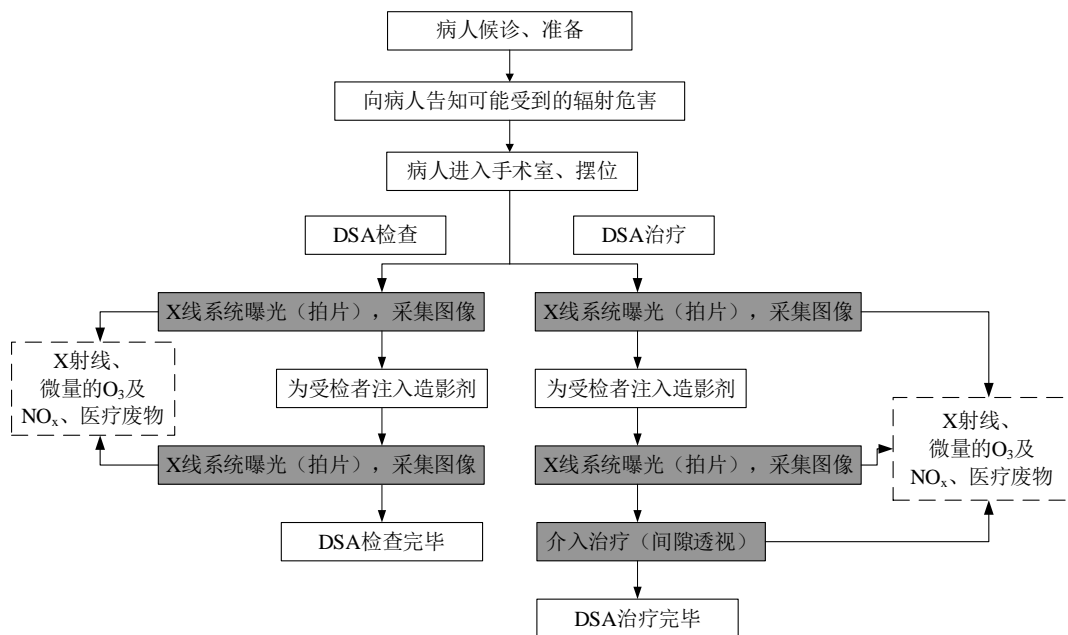 病人候诊、准备
向病人告知可能受到的辐射危害
病人进入手术室、摆位
DSA检查
DSA治疗
X线系统曝光（拍片），采集图像
X线系统曝光（拍片），采集图像
X射线、
微量的O₃及
NOₓ、医疗废物
为受检者注入造影剂
为受检者注入造影剂
X射线、
微量的O₃及
NOₓ、医疗废物
X线系统曝光（拍片），采集图像
X线系统曝光（拍片），采集图像
DSA检查完毕
介入治疗（间隙透视）
DSA治疗完毕